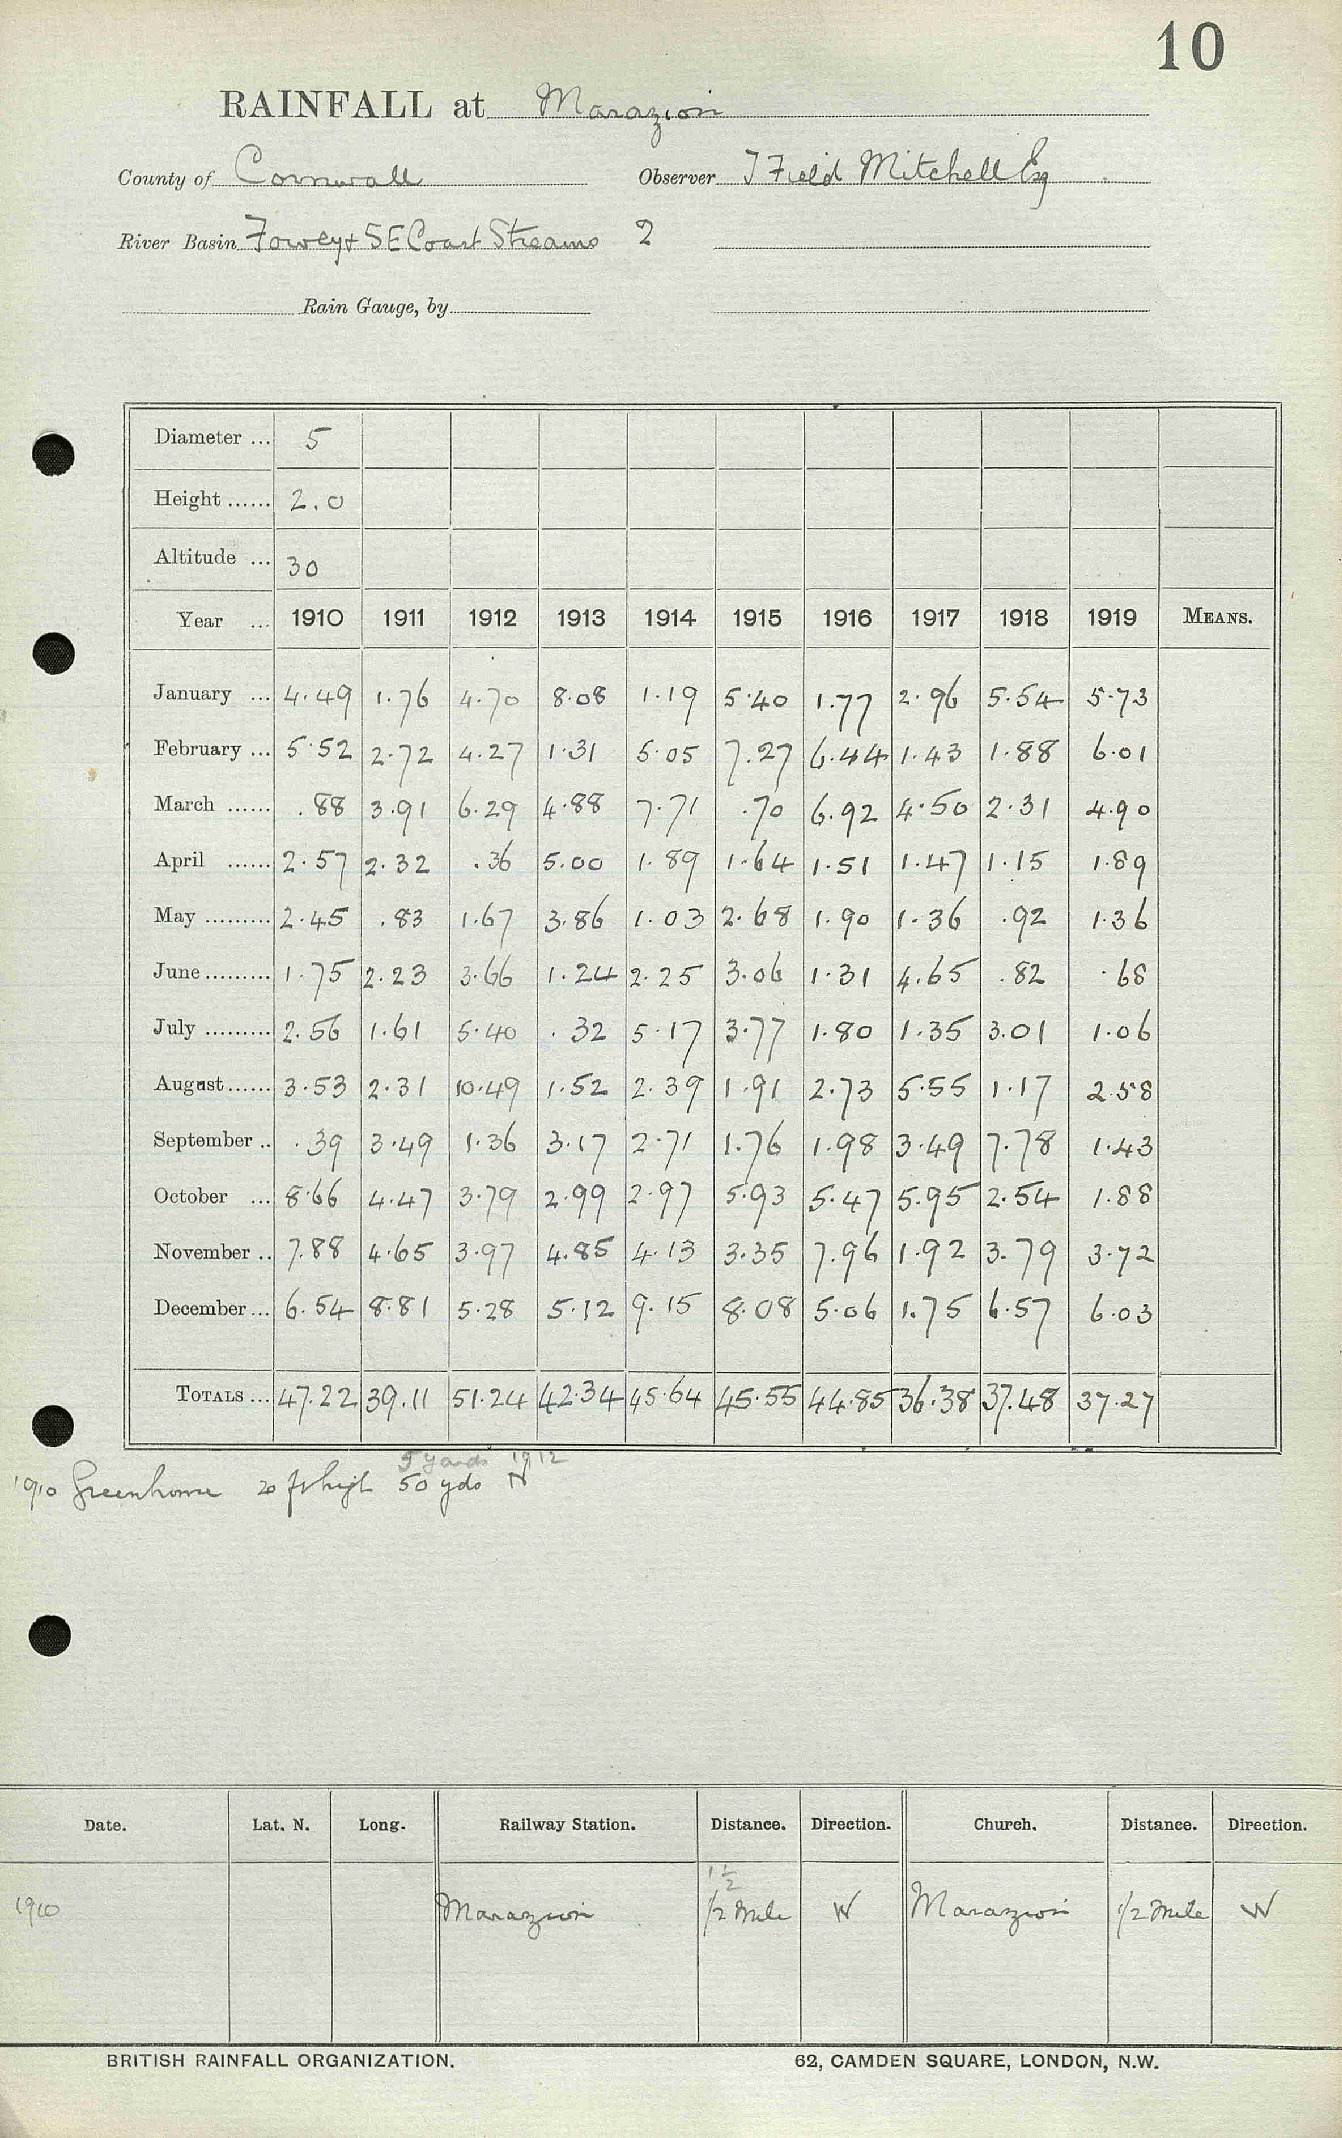 10
RAINFALL at Marazion
County of Cornwall Observer J Field Mitchell Esq
River Basin Fowey & S E Coast Streams 2
Rain Gauge, by
Diameter ... 5
Height ...... 2.0
Altitude ... 30
Year ... 1910 1911 1912 1913 1914 1915 1916 1917 1918 1919 MEANS.
January ... 4.49 1.76 4.70 8.08 1.19 5.40 1.77 2.96 5.54 5.73
February ... 5.52 2.72 4.27 1.31 5.05 7.27 6.44 1.43 1.88 6.01
March ...... .88 3.91 6.29 4.88 7.71 .70 6.92 4.50 2.31 4.90
April ...... 2.57 2.32 .36 5.00 1.89 1.64 1.51 1.47 1.15 1.89
May ......... 2.45 .83 1.67 3.86 1.03 2.68 1.90 1.36 .92 1.36
June ......... 1.75 2.23 3.66 1.24 2.25 3.06 1.31 4.65 .82 .68
July ......... 2.56 1.61 5.40 .32 5.17 3.77 1.80 1.35 3.01 1.06
August ...... 3.53 2.31 10.49 1.52 2.39 1.91 2.73 5.55 1.17 2.58
September .. .39 3.49 1.36 3.17 2.71 1.76 1.98 3.49 7.78 1.43
October ... 8.66 4.47 3.79 2.99 2.97 5.93 5.47 5.95 2.54 1.88
November .. 7.88 4.65 3.97 4.85 4.13 3.35 7.96 1.92 3.79 3.72
December ... 6.54 8.81 5.28 5.12 9.15 8.08 5.06 1.75 6.57 6.03
TOTALS ... 47.22 39.11 51.24 42.34 45.64 45.55 44.85 36.38 37.48 37.27
5 yards 1912
1910 Greenhouse 20 ft high 50 yds N
Date. Lat. N. Long. Railway Station. Distance. Direction. Church. Distance. Direction.
1 1/2
1910 Marazion 1/2 Mile W Marazion 1/2 Mile W
BRITISH RAINFALL ORGANIZATION. 62, CAMDEN SQUARE, LONDON, N.W.